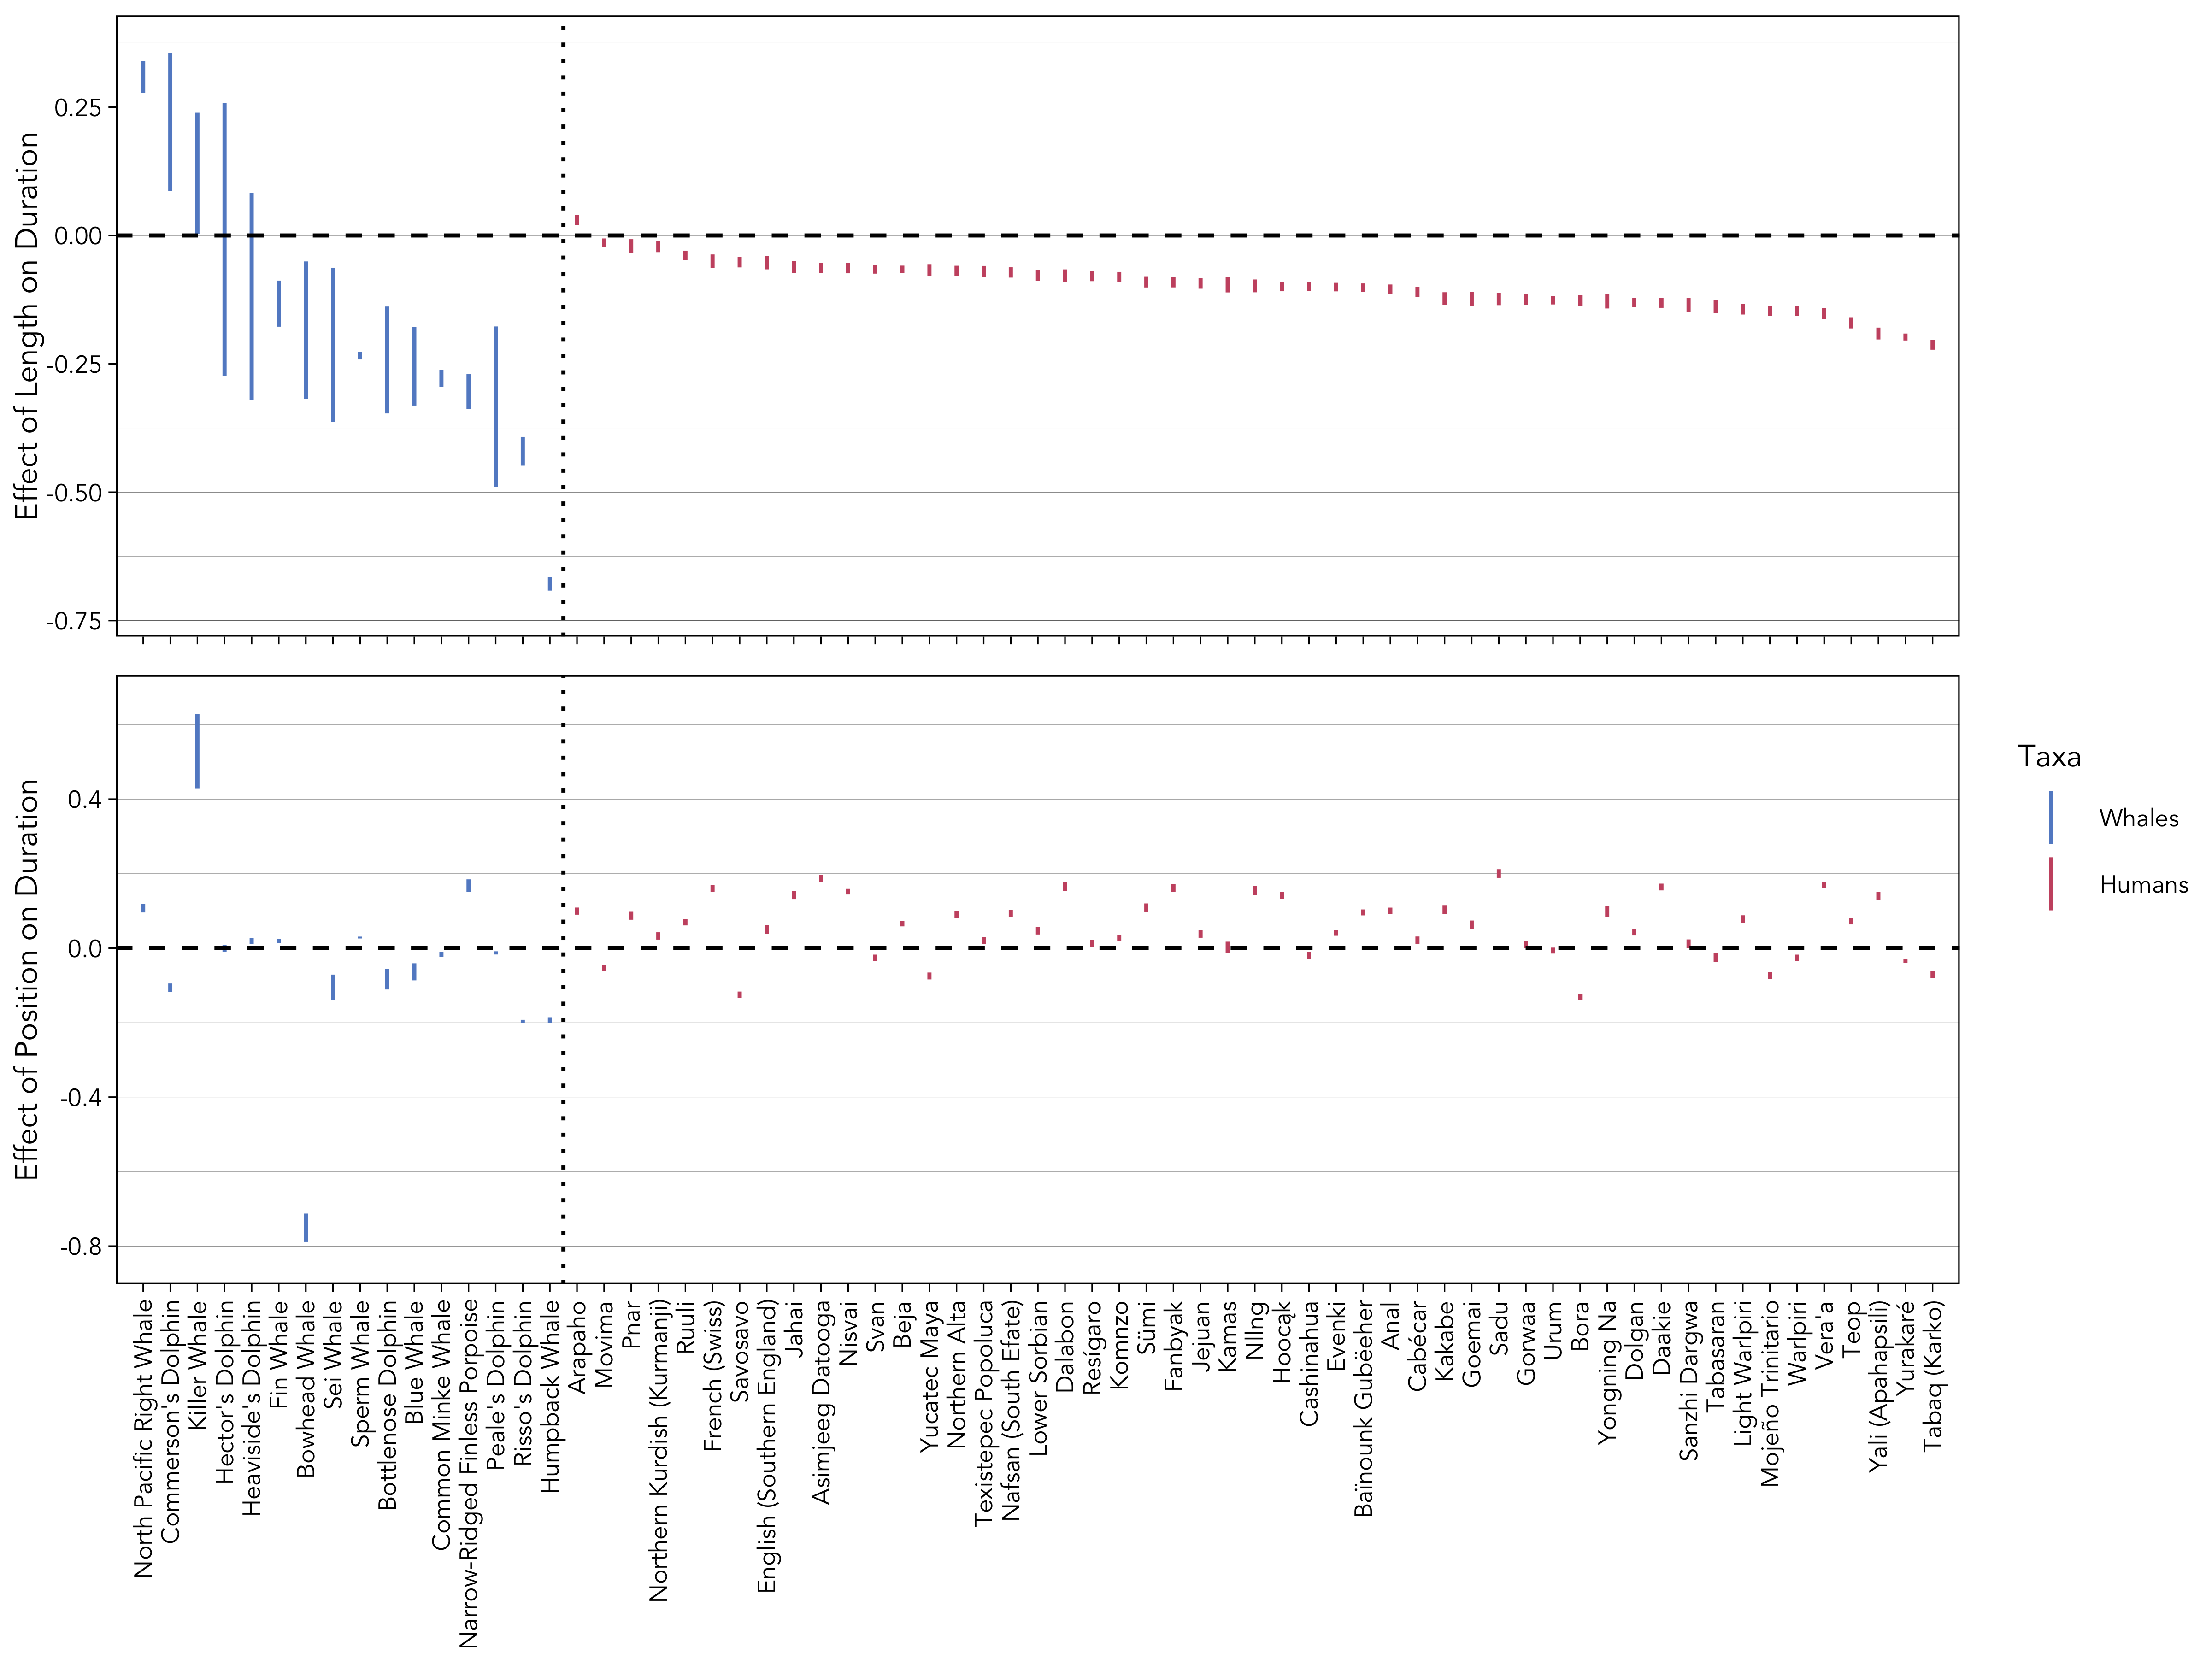 Effect of Length on Duration
0.25
0.00
-0.25
-0.50
-0.75
Effect of Position on Duration
0.4
0.0
-0.4
-0.8
Taxa
Whales
Humans
North Pacific Right Whale
Commerson's Dolphin
Killer Whale
Hector's Dolphin
Heaviside's Dolphin
Fin Whale
Bowhead Whale
Sei Whale
Sperm Whale
Bottlenose Dolphin
Blue Whale
Common Minke Whale
Narrow-Ridged Finless Porpoise
Peale's Dolphin
Risso's Dolphin
Humpback Whale
Arapaho
Movima
Pnar
Northern Kurdish (Kurmanji)
Ruuli
French (Swiss)
Savosavo
English (Southern England)
Jahai
Asimjeeg Datooga
Nisvai
Svan
Beja
Yucatec Maya
Northern Alta
Texistepec Popoluca
Nafsan (South Efate)
Lower Sorbian
Dalabon
Resígaro
Komnzo
Sümi
Fanbyak
Jejuan
Kamas
Nllng
Hoocąk
Cashinahua
Evenki
Baïnounk Gubëeher
Anal
Cabécar
Kakabe
Goemai
Sadu
Gorwaa
Urum
Bora
Yongning Na
Dolgan
Daakie
Sanzhi Dargwa
Tabasaran
Light Warlpiri
Mojeño Trinitario
Warlpiri
Vera'a
Teop
Yali (Apahapsili)
Yurakaré
Tabaq (Karko)